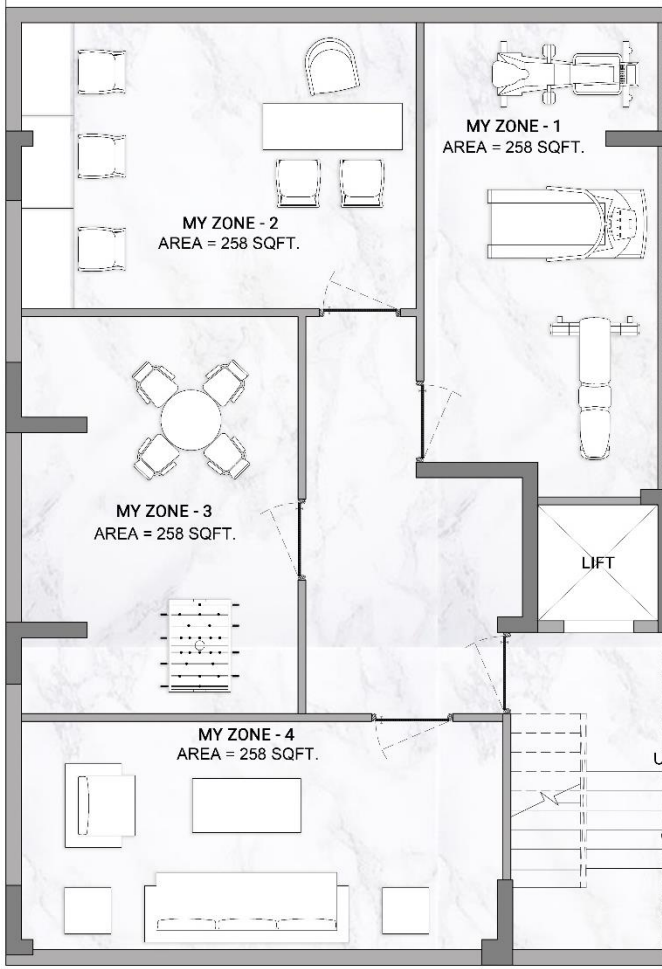 MY ZONE - 1
AREA = 258 SQFT.
MY ZONE - 2
AREA = 258 SQFT.
MY ZONE - 3
AREA = 258 SQFT.
LIFT
MY ZONE - 4
AREA = 258 SQFT.
U